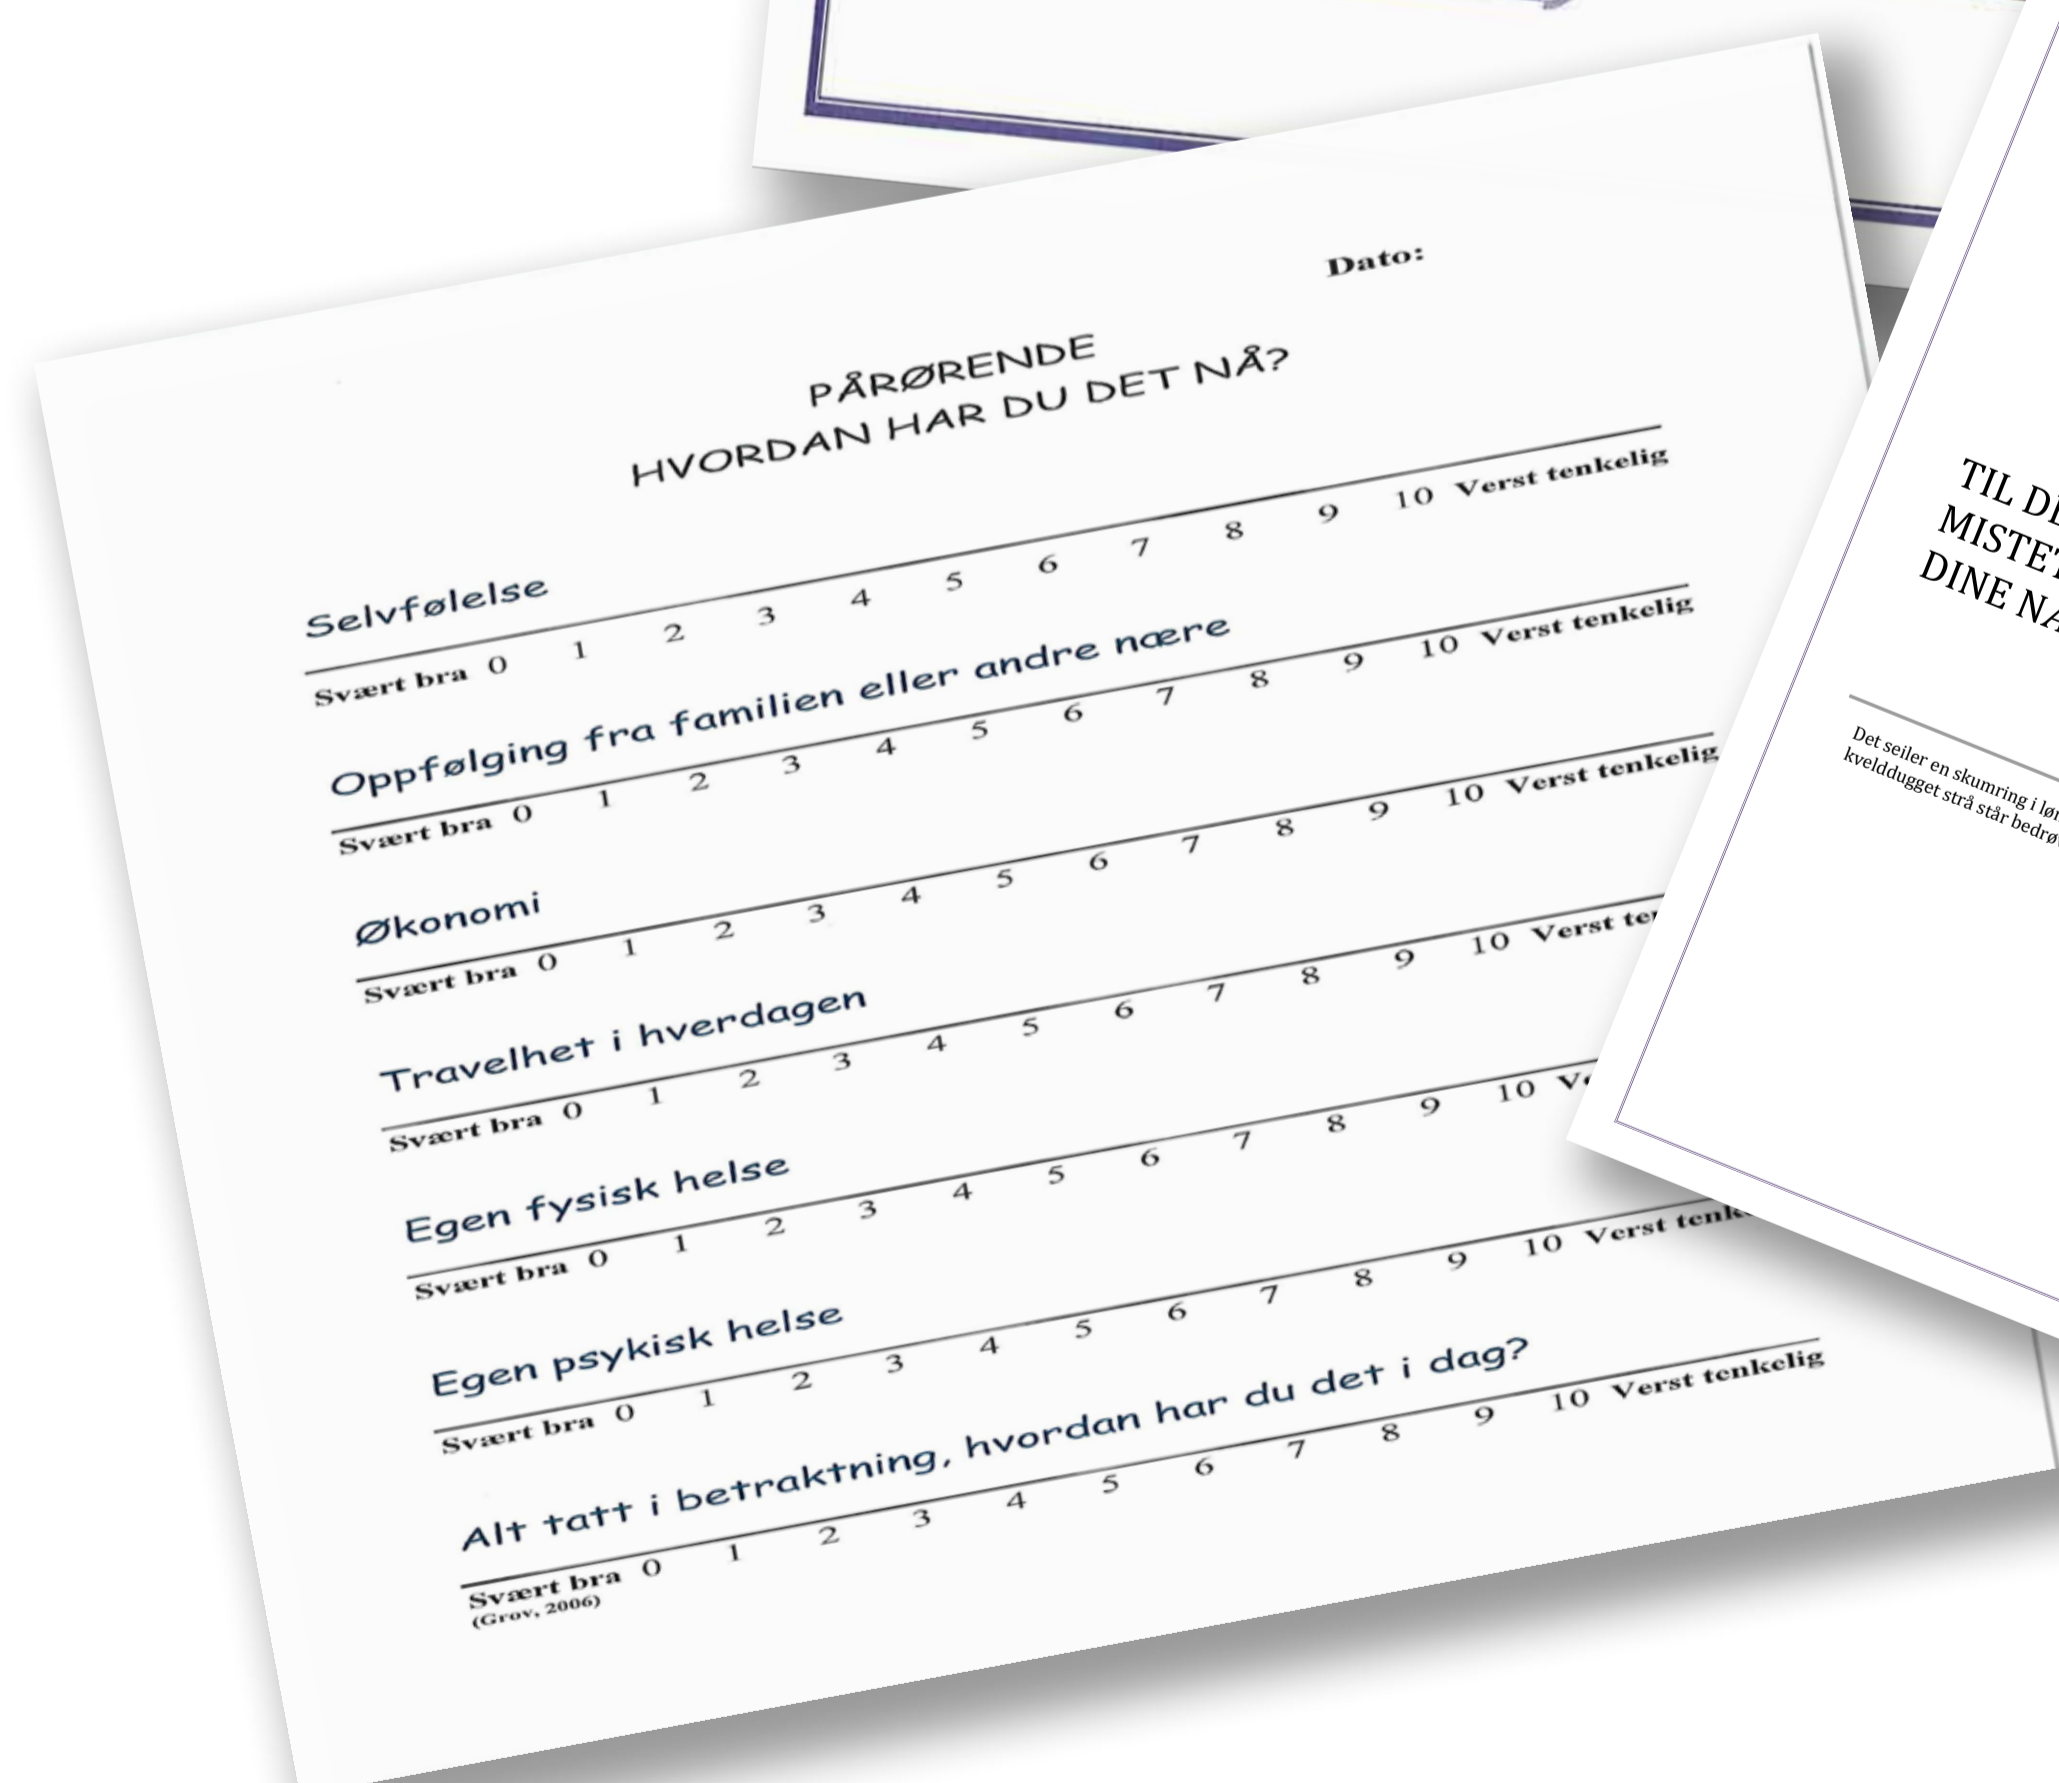 Dato:
PÅRØRENDE
HVORDAN HAR DU DET NÅ?
Selvfølelse
Svært bra 0 1 2 3 4 5 6 7 8 9 10 Verst tenkelig
Oppfølging fra familien eller andre nære
Svært bra 0 1 2 3 4 5 6 7 8 9 10 Verst tenkelig
Økonomi
Svært bra 0 1 2 3 4 5 6 7 8 9 10 Verst tenkelig
Travelhet i hverdagen
Svært bra 0 1 2 3 4 5 6 7 8 9 10 Verst
Egen fysisk helse
Svært bra 0 1 2 3 4 5 6 7 8 9 10
Egen psykisk helse
Svært bra 0 1 2 3 4 5 6 7 8 9 10 Verst
Alt tatt i betraktning, hvordan har du det i dag?
Svært bra 0 1 2 3 4 5 6 7 8 9 10 Verst tenkelig
(Grov, 2006)
TIL
MISTET
DINE
Det seiler en skumring i
kvelddugget strå står